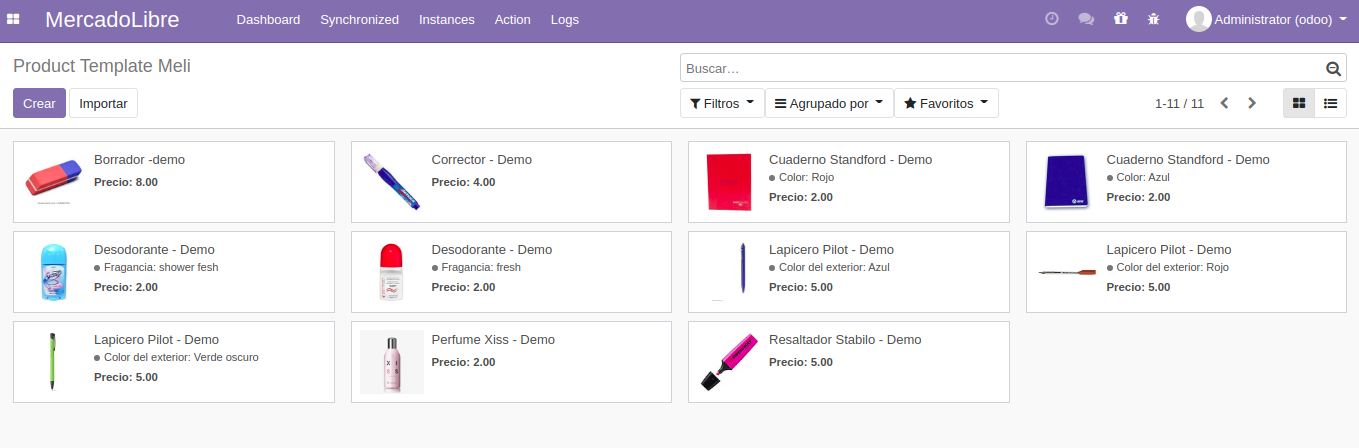 MercadoLibre
Dashboard Synchronized Instances Action Logs
Administrator (odoo)
Product Template Meli
Buscar...
Crear Importar
Filtros Agrupado por Favoritos
1-11 / 11
Borrador -demo
Precio: 8.00
Corrector - Demo
Precio: 4.00
Cuaderno Standford - Demo
Color: Rojo
Precio: 2.00
Cuaderno Standford - Demo
Color: Azul
Precio: 2.00
Desodorante - Demo
Fragancia: shower fesh
Precio: 2.00
Desodorante - Demo
Fragancia: fresh
Precio: 2.00
Lapicero Pilot - Demo
Color del exterior: Azul
Precio: 5.00
Lapicero Pilot - Demo
Color del exterior: Rojo
Precio: 5.00
Lapicero Pilot - Demo
Color del exterior: Verde oscuro
Precio: 5.00
X I
I S
Perfume Xiss - Demo
Precio: 2.00
Resaltador Stabilo - Demo
Precio: 5.00